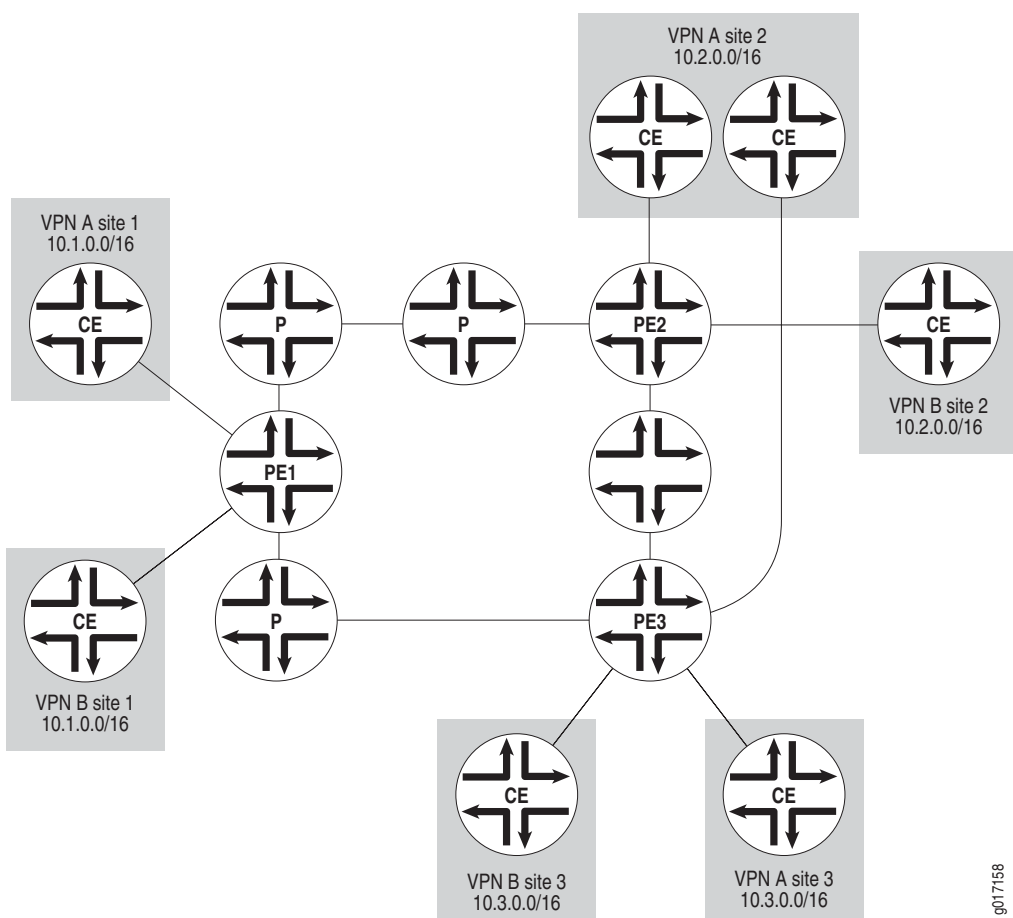 VPN A site 2
10.2.0.0/16
CE
CE
VPN A site 1
10.1.0.0/16
CE
P
P
PE2
CE
VPN B site 2
10.2.0.0/16
PE1
CE
VPN B site 1
10.1.0.0/16
P
PE3
CE
VPN B site 3
10.3.0.0/16
CE
VPN A site 3
10.3.0.0/16
g017158